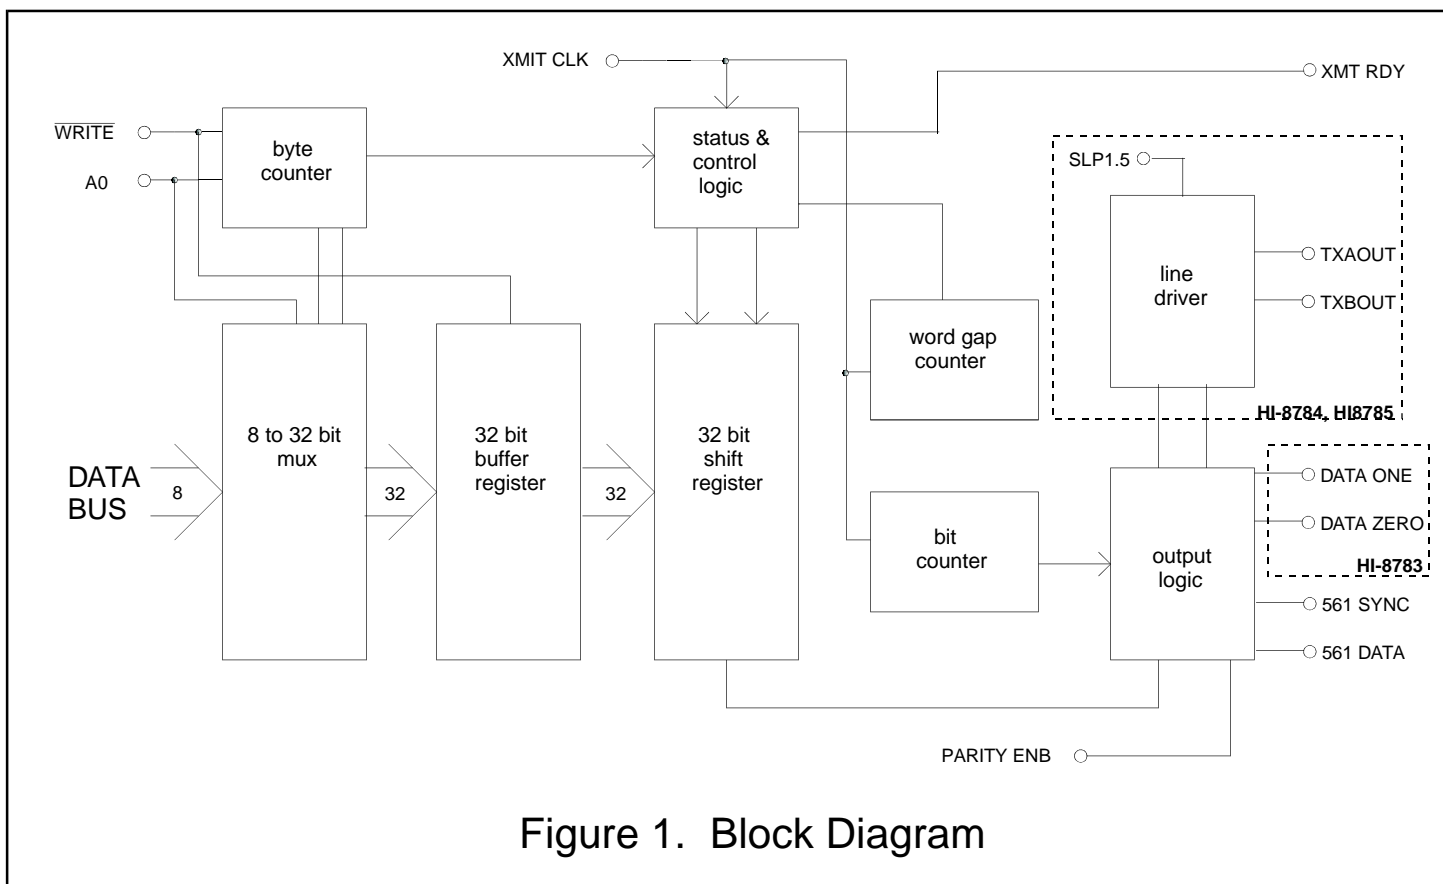 XMIT CLK
XMT RDY
WRITE
A0
byte
counter
status &
control
logic
SLP1.5
line
driver
TXAOUT
TXBOUT
word gap
counter
HI-8784, HI8785
8 to 32 bit
mux
32 bit
buffer
register
32 bit
shift
register
DATA
BUS
8
32
32
bit
counter
output
logic
DATA ONE
DATA ZERO
HI-8783
561 SYNC
561 DATA
PARITY ENB
Figure 1. Block Diagram